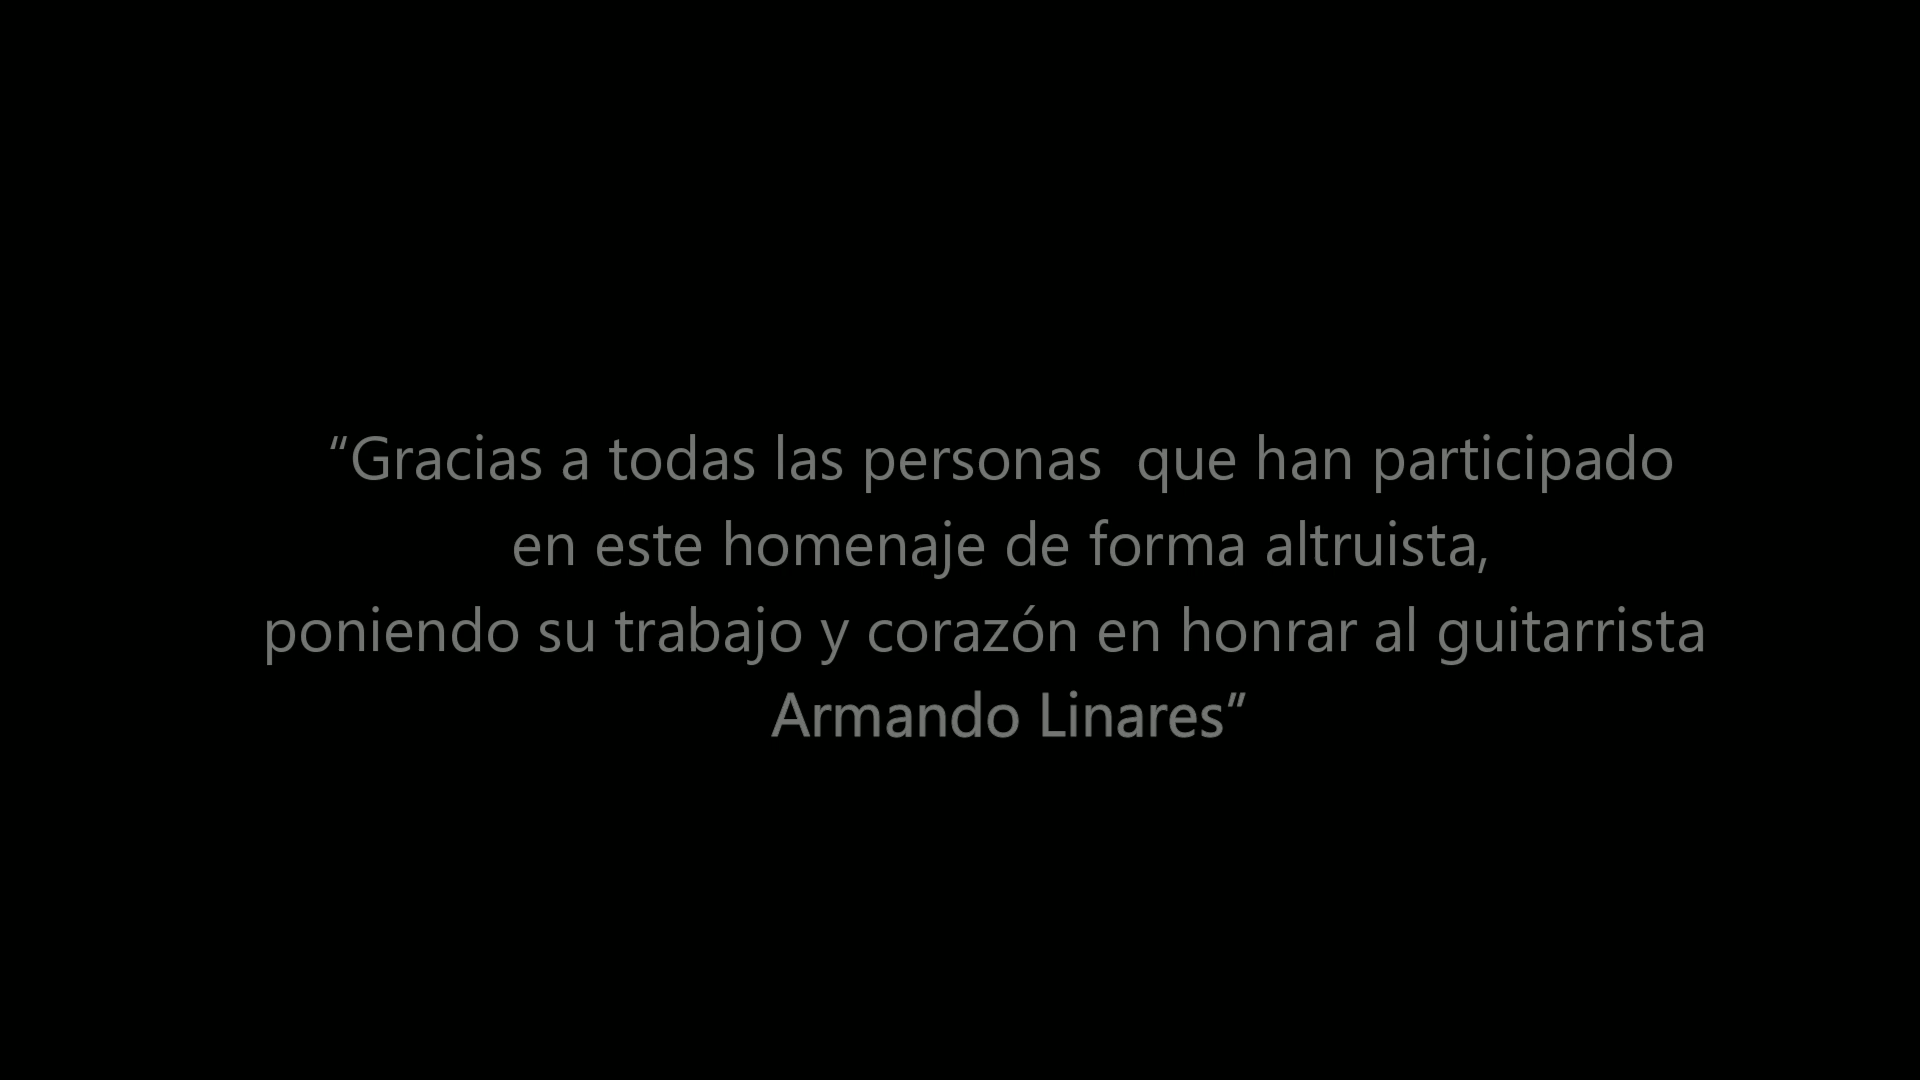 “Gracias a todas las personas  que han participado
en este homenaje de forma altruista,
poniendo su trabajo y corazón en honrar al guitarrista
Armando Linares”